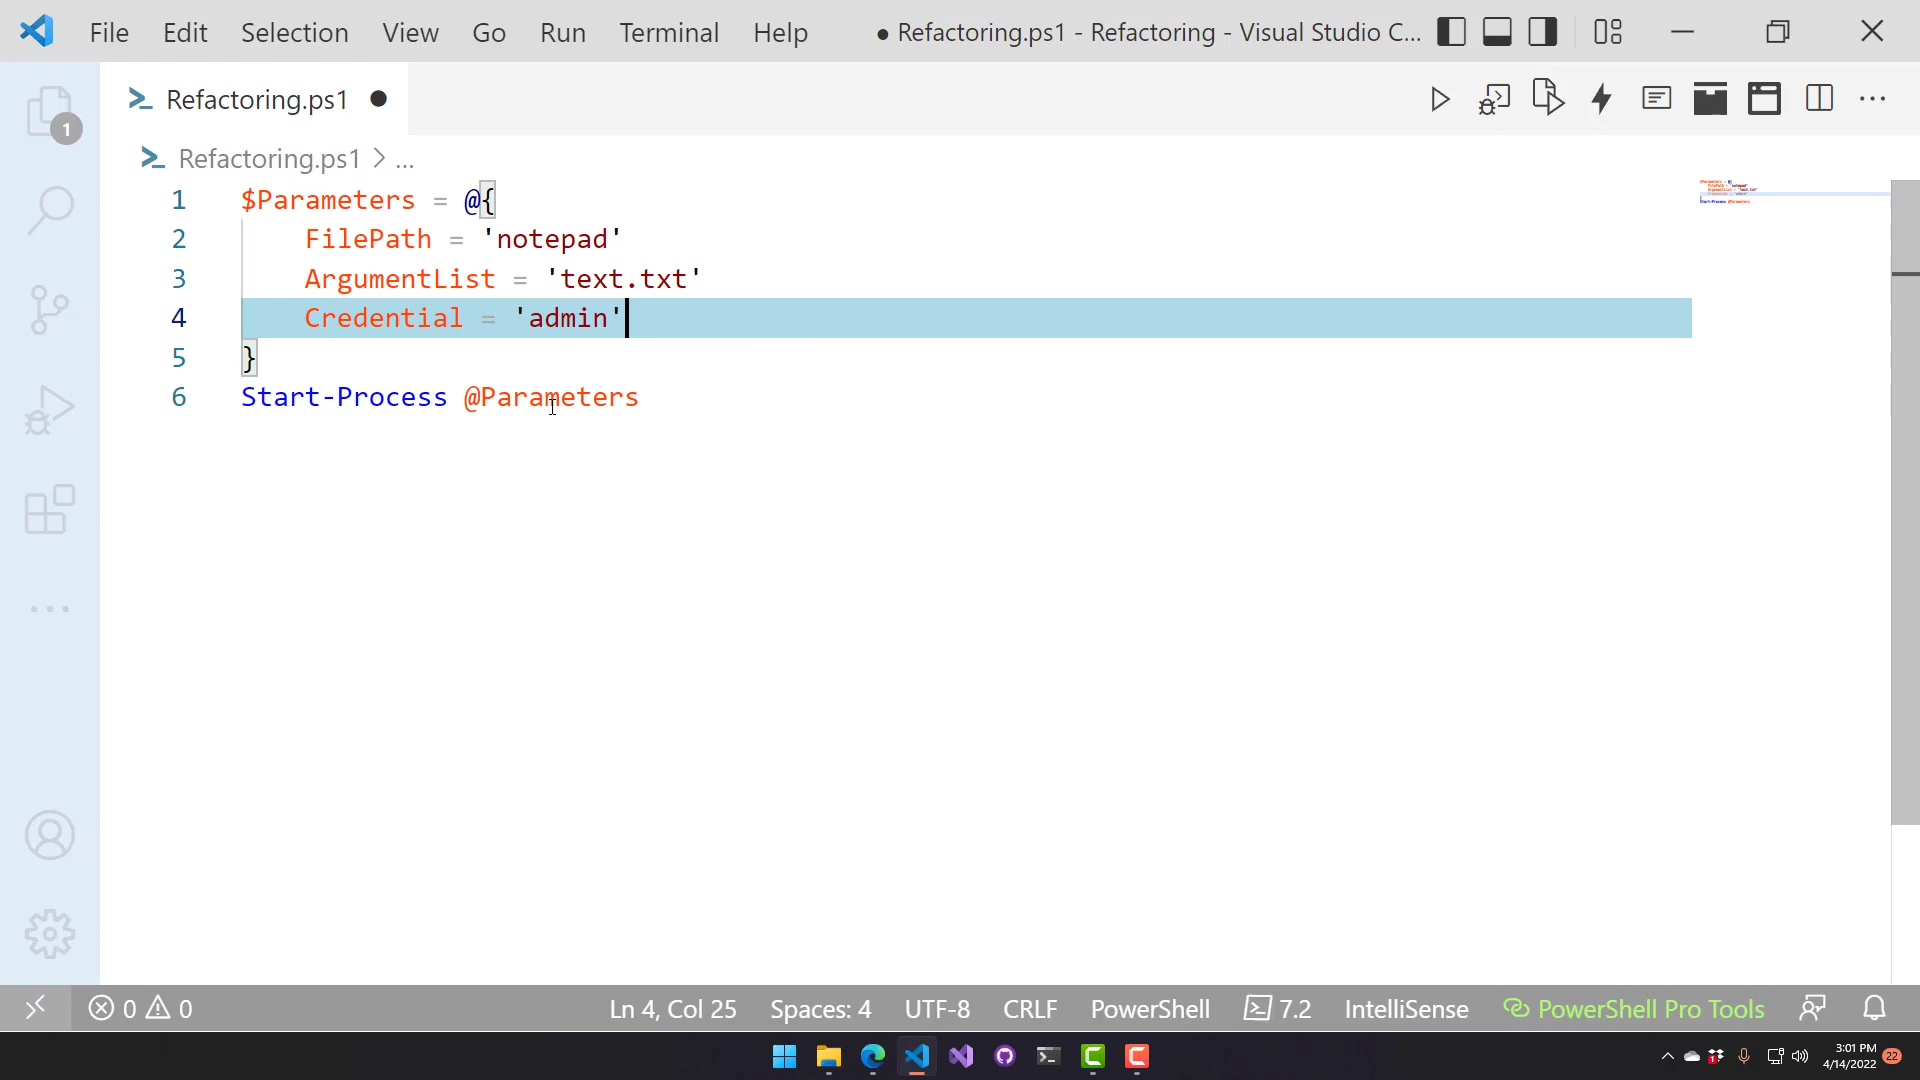 File Edit Selection View Go Run Terminal Help ● Refactoring.ps1 - Refactoring - Visual Studio C...
Refactoring.ps1 ●
1
Refactoring.ps1 > ...
1 $Parameters = @{
2 FilePath = 'notepad'
3 ArgumentList = 'text.txt'
4 Credential = 'admin'
5 }
6 Start-Process @Parameters
0 0 Ln 4, Col 25 Spaces: 4 UTF-8 CRLF PowerShell 7.2 IntelliSense PowerShell Pro Tools
3:01 PM
4/14/2022 22